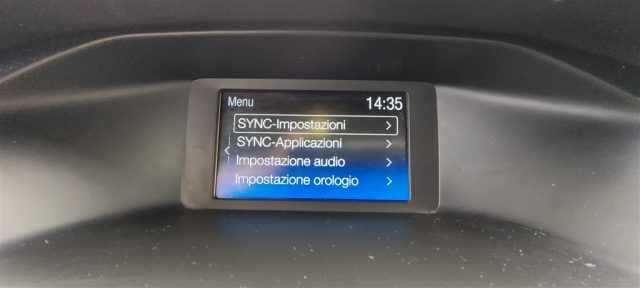 Menu 14:35
SYNC-Impostazioni
SYNC-Applicazioni
Impostazione audio
Impostazione orologio